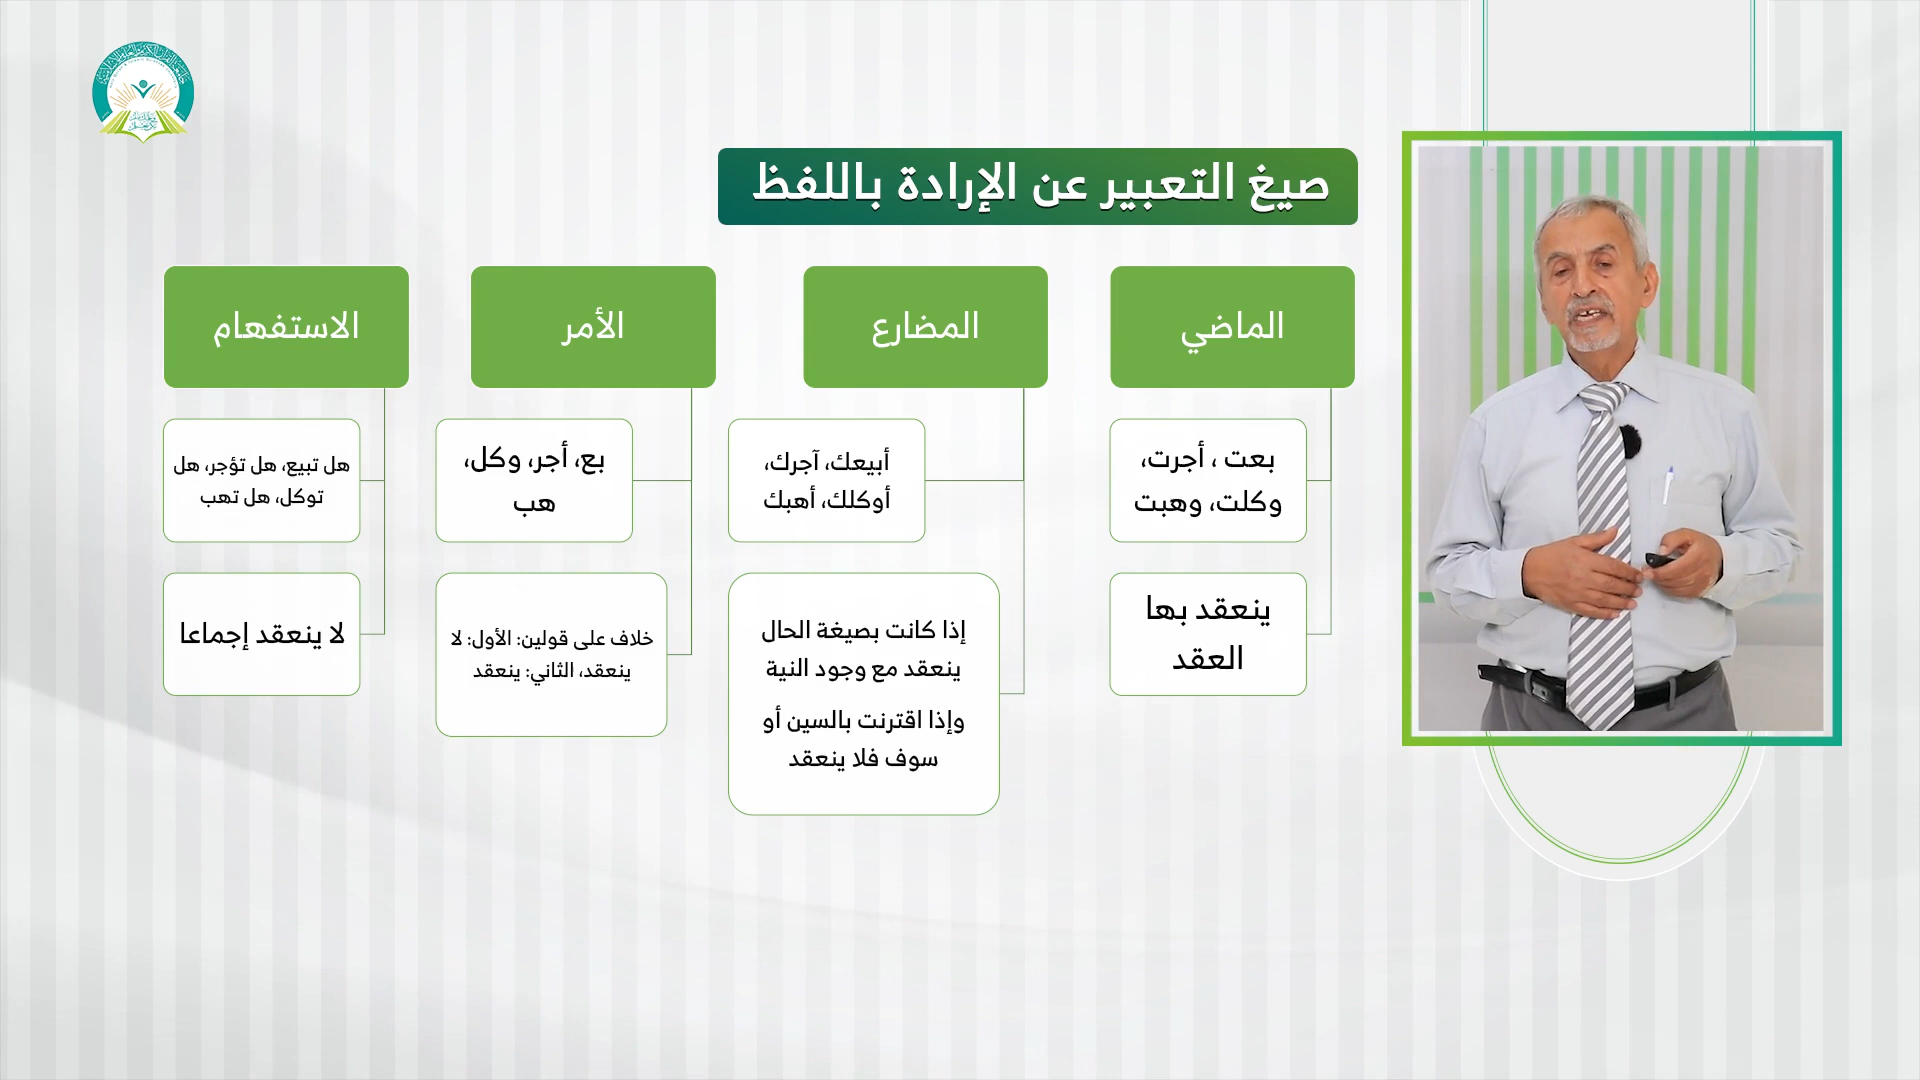 صيغ التعبير عن الإرادة باللفظ
الماضي
بعت ، أجرت،
وكلت، وهبت
ينعقد بها
العقد
المضارع
أبيعك، آجرك،
أوكلك، أهبك
إذا كانت بصيغة الحال
ينعقد مع وجود النية
وإذا اقترنت بالسين أو
سوف فلا ينعقد
الأمر
بع، أجر، وكل،
هب
خلاف على قولين: الأول: لا
ينعقد، الثاني: ينعقد
الاستفهام
هل تبيع، هل تؤجر، هل
توكل، هل تهب
لا ينعقد إجماعا